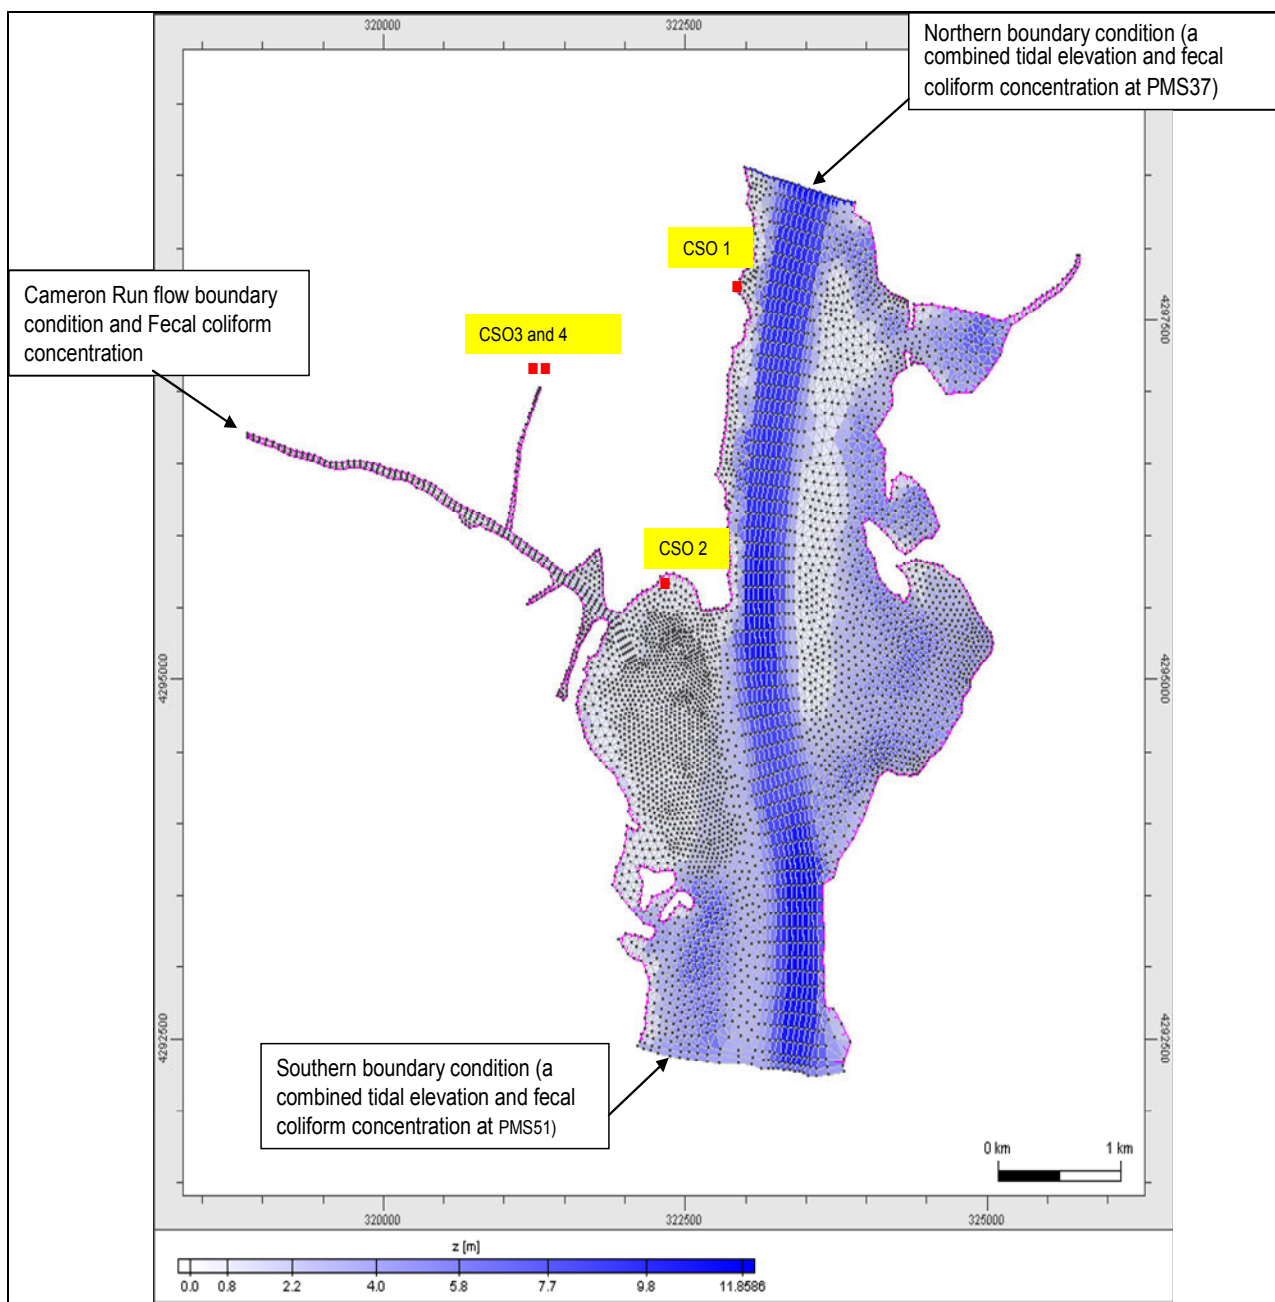 320000
322500
Northern boundary condition (a
combined tidal elevation and fecal
coliform concentration at PMS37)
CSO 1
Cameron Run flow boundary
condition and Fecal coliform
concentration
CSO3 and 4
4297500
4297500
CSO 2
4295000
4295000
4292500
4292500
Southern boundary condition (a
combined tidal elevation and fecal
coliform concentration at PMS51)
0 km 1 km
320000
322500
325000
z [m]
0.0 0.8 2.2 4.0 5.8 7.7 9.8 11.8586